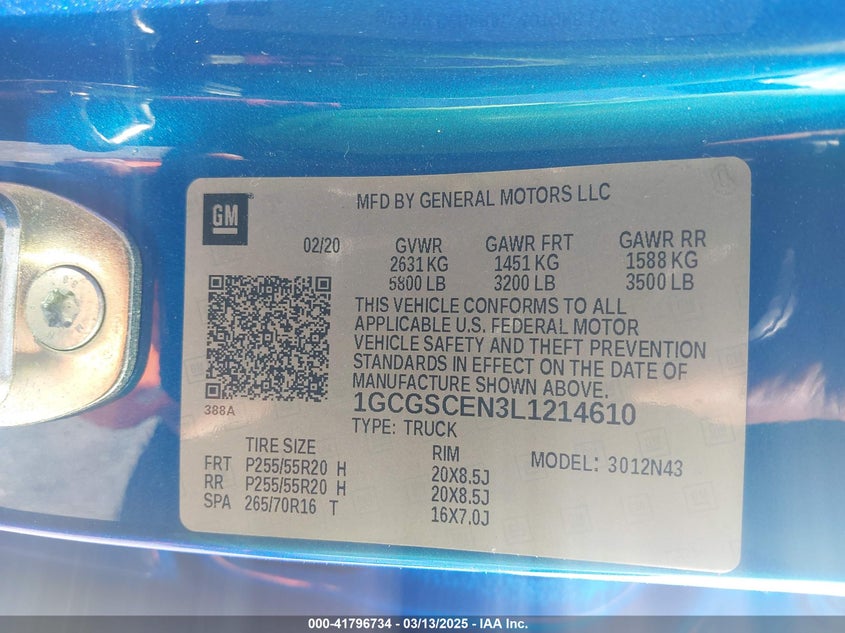 GM
MFD BY GENERAL MOTORS LLC
02/20 GVWR GAWR FRT GAWR RR
2631 KG 1451 KG 1588 KG
5800 LB 3200 LB 3500 LB
THIS VEHICLE CONFORMS TO ALL
APPLICABLE U.S. FEDERAL MOTOR
VEHICLE SAFETY AND THEFT PREVENTION
STANDARDS IN EFFECT ON THE DATE OF
MANUFACTURE SHOWN ABOVE.
388A
1GCGSCEN3L1214610
TYPE: TRUCK
TIRE SIZE RIM MODEL: 3012N43
FRT P255/55R20 H 20X8.5J
RR P255/55R20 H 20X8.5J
SPA 265/70R16 T 16X7.0J
000-41796734 — 03/13/2025 — IAA Inc.